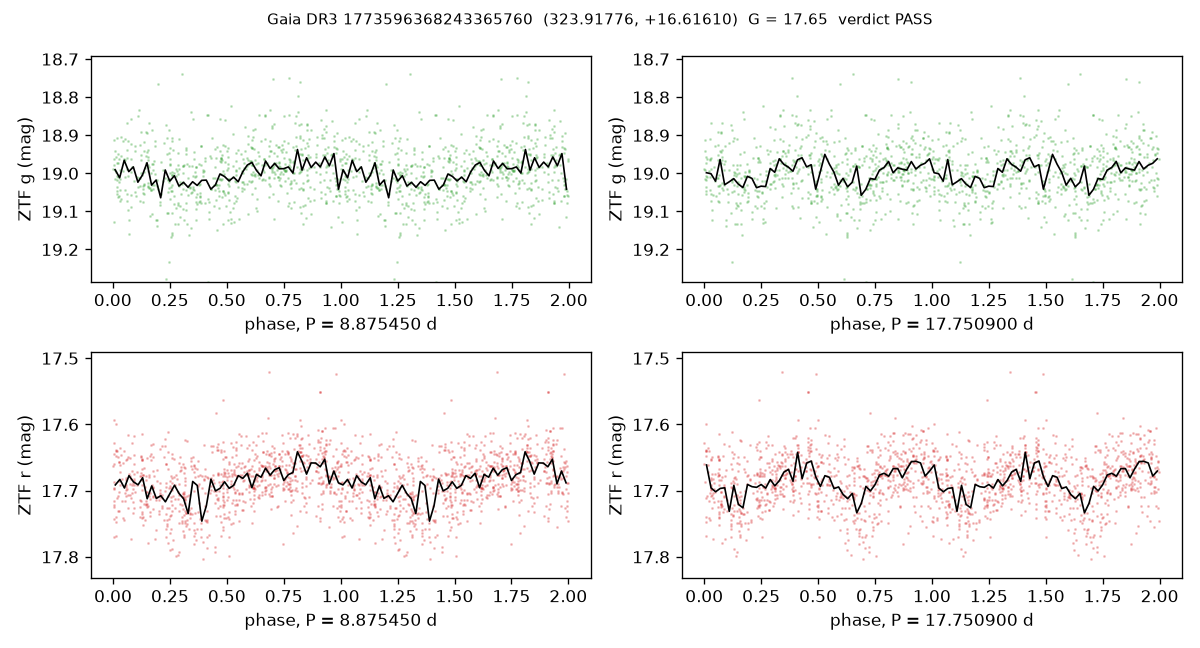 Gaia DR3 1773596368243365760 (323.91776, +16.61610) G = 17.65 verdict PASS
ZTF g (mag)
18.7
18.8
18.9
19.0
19.1
19.2
0.00 0.25 0.50 0.75 1.00 1.25 1.50 1.75 2.00
phase, P = 8.875450 d
ZTF g (mag)
18.7
18.8
18.9
19.0
19.1
19.2
0.00 0.25 0.50 0.75 1.00 1.25 1.50 1.75 2.00
phase, P = 17.750900 d
ZTF r (mag)
17.5
17.6
17.7
17.8
0.00 0.25 0.50 0.75 1.00 1.25 1.50 1.75 2.00
phase, P = 8.875450 d
ZTF r (mag)
17.5
17.6
17.7
17.8
0.00 0.25 0.50 0.75 1.00 1.25 1.50 1.75 2.00
phase, P = 17.750900 d